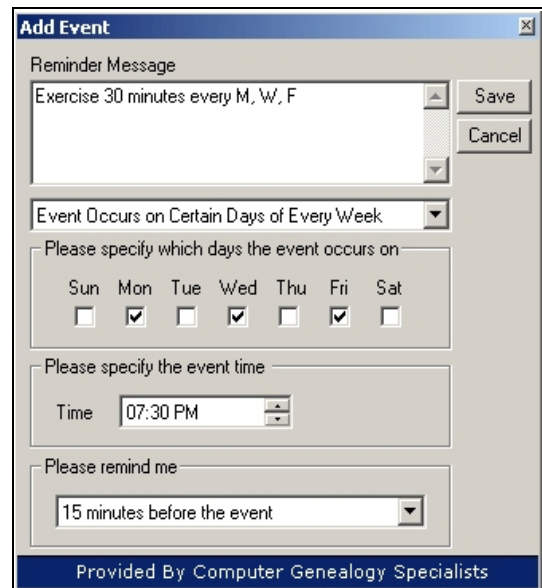 Add Event
Reminder Message
Exercise 30 minutes every M, W, F
Save
Cancel
Event Occurs on Certain Days of Every Week
Please specify which days the event occurs on
Sun Mon Tue Wed Thu Fri Sat
Please specify the event time
Time 07:30 PM
Please remind me
15 minutes before the event
Provided By Computer Genealogy Specialists